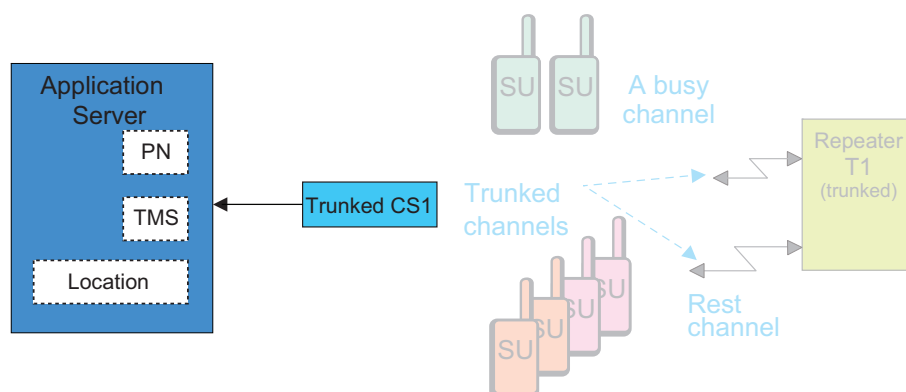 Application
Server
PN
TMS
Location
Trunked CS1
SU
SU
A busy
channel
Trunked
channels
Repeater
T1
(trunked)
SU
SU
SU
SU
Rest
channel